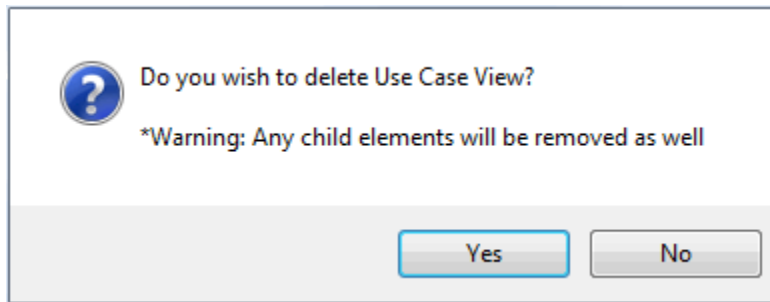 Do you wish to delete Use Case View?
*Warning: Any child elements will be removed as well
Yes No